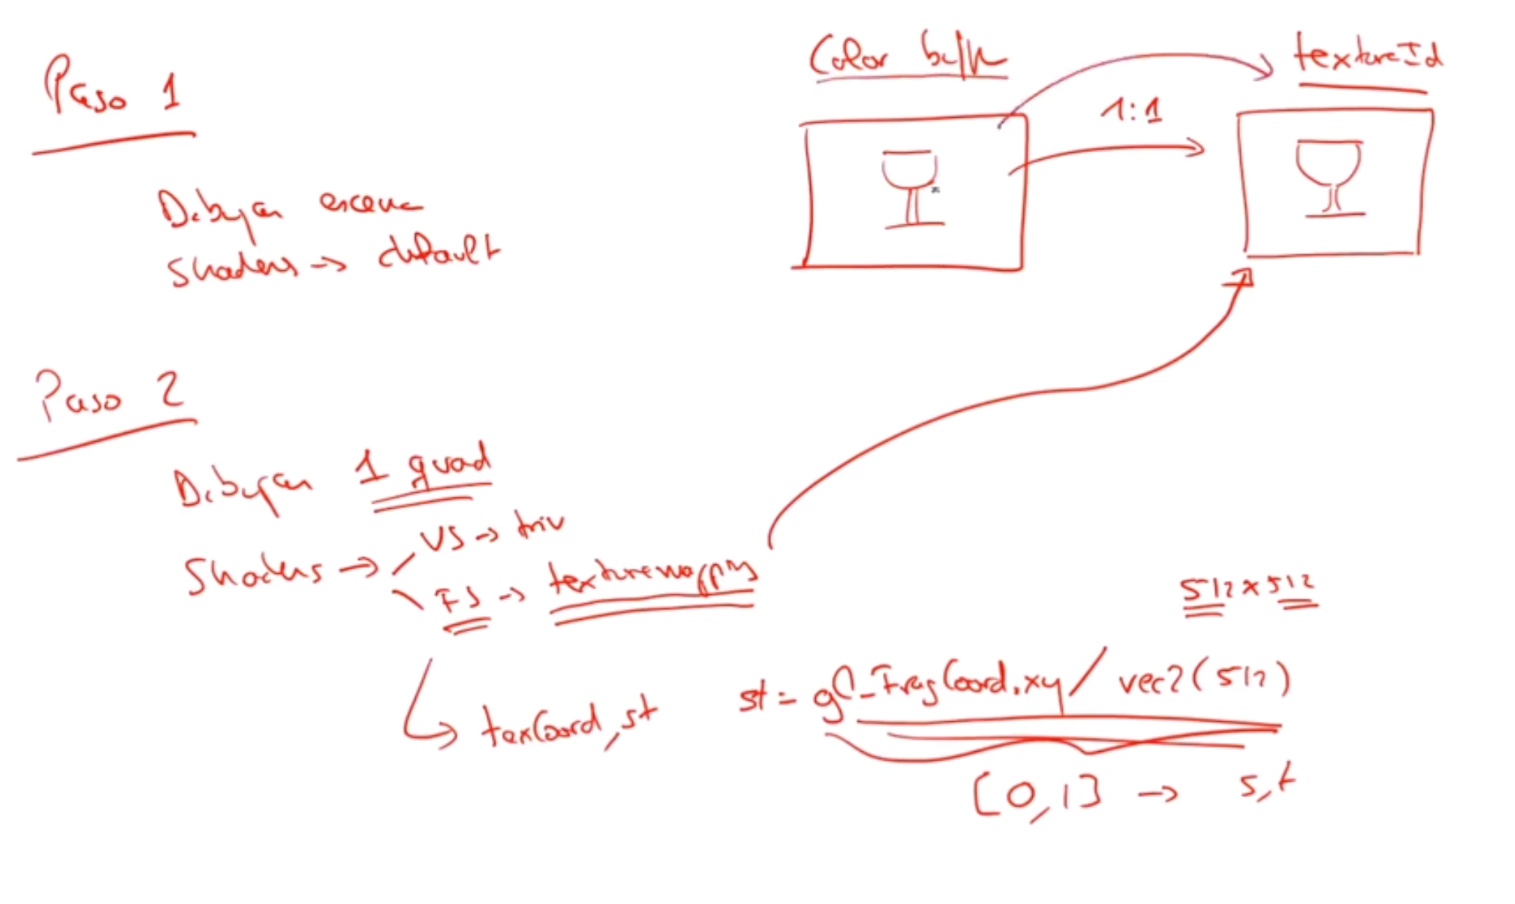 Paso 1
Color buffer
textureId
1:1
Dibujar escena
Shaders → default
Paso 2
Dibujar 1 quad
Shaders →
VS → triv
FS → texturemapping
512x512
texCoord, st
st = gl_FragCoord.xy / vec2(512)
[0,1] → s,t